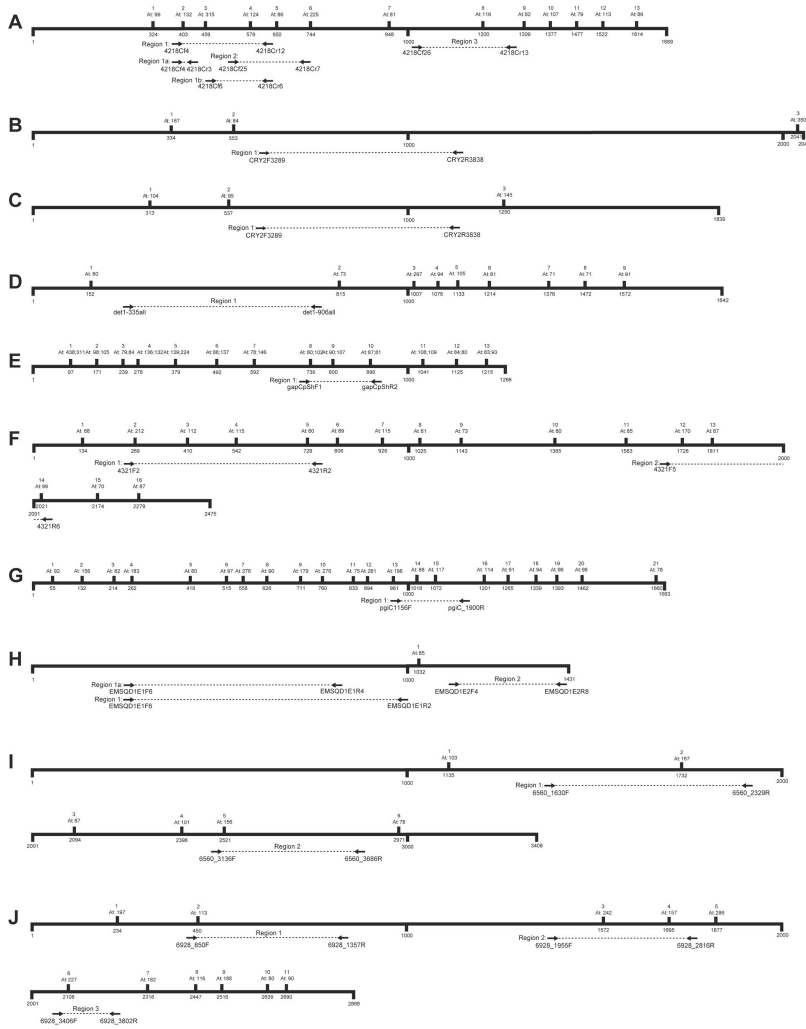 1 2 3 4 5 6 7 8 9 10 11 12 13
At: 99 At: 132 At: 315 At: 124 At: 86 At: 225 At: 81 At: 116 At: 82 At: 107 At: 79 At: 113 At: 86
A
1 324 403 459 579 650 744 948 1000 1200 1309 1377 1477 1522 1614 1689
Region 1: 4218Cf4 4218Cr12
Region 3 4218Cf26 4218Cr13
Region 1a: 4218Cf4 4218Cr3
Region 2: 4218Cf25 4218Cr7
Region 1b: 4218Cf6 4218Cr6
1 2 3
At: 167 At: 84 At: 350
B
1 334 553 1000 2000 2041
Region 1: CRY2F3289 CRY2R3838
1 2 3
At: 104 At: 95 At: 145
C
1 313 537 1000 1250 1839
Region 1: CRY2F3289 CRY2R3838
1 2 3 4 5 6 7 8 9
At: 80 At: 73 At: 297 At: 94 At: 105 At: 81 At: 71 At: 71 At: 91
D
1 152 815 1000 1007 1076 1133 1214 1376 1472 1572 1842
Region 1 det1-335all det1-906all
1 2 3 4 5 6 7 8 9 10 11 12 13
At: 438;311 At: 98;105 At: 79;84 At: 136;132 At: 139;224 At: 88;137 At: 78;146 At: 80;102 At: 90;107 At: 87;81 At: 108;109 At: 84;80 At: 83;93
E
1 97 171 239 278 379 492 592 739 800 898 1000 1041 1125 1215 1266
Region 1: gapCpShF1 gapCpShR2
1 2 3 4 5 6 7 8 9 10 11 12 13
At: 88 At: 212 At: 112 At: 115 At: 80 At: 89 At: 115 At: 81 At: 73 At: 80 At: 85 At: 170 At: 87
F
1 134 269 410 542 728 808 926 1000 1025 1143 1385 1583 1726 1811 2000
Region 1: 4321F2 4321R2
Region 2: 4321F5
14 15 16
At: 99 At: 70 At: 87
2001 2021 2174 2279 2475
4321R6
1 2 3 4 5 6 7 8 9 10 11 12 13 14 15 16 17 18 19 20 21
At: 92 At: 156 At: 62 At: 183 At: 80 At: 97 At: 276 At: 90 At: 179 At: 276 At: 75 At: 281 At: 196 At: 88 At: 117 At: 114 At: 91 At: 94 At: 96 At: 98 At: 78
G
1 55 132 214 262 418 515 558 626 711 760 833 894 961 1000 1018 1072 1201 1265 1339 1393 1462 1660 1683
Region 1: pgiC1156F pgiC_1900R
1
At: 85
H
1 1000 1032 1431
Region 1a: EMSQD1E1F6 EMSQD1E1R4
Region 2 EMSQD1E2F4 EMSQD1E2R8
Region 1: EMSQD1E1F6 EMSQD1E1R2
1 2
At: 103 At: 167
I
1 1000 1135 1732 2000
Region 1: 6560_1630F 6560_2329R
3 4 5 6
At: 87 At: 101 At: 156 At: 78
2001 2094 2398 2521 2971 3000 3406
Region 2 6560_3136F 6560_3686R
1 2 3 4 5
At: 197 At: 113 At: 242 At: 157 At: 288
J
1 234 450 1000 1572 1695 1877 2000
Region 1 6928_850F 6928_1357R
Region 2: 6928_1955F 6928_2816R
6 7 8 9 10 11
At: 227 At: 182 At: 116 At: 168 At: 80 At: 90
2001 2108 2318 2447 2516 2639 2690 2868
Region 3 6928_3406F 6928_3802R